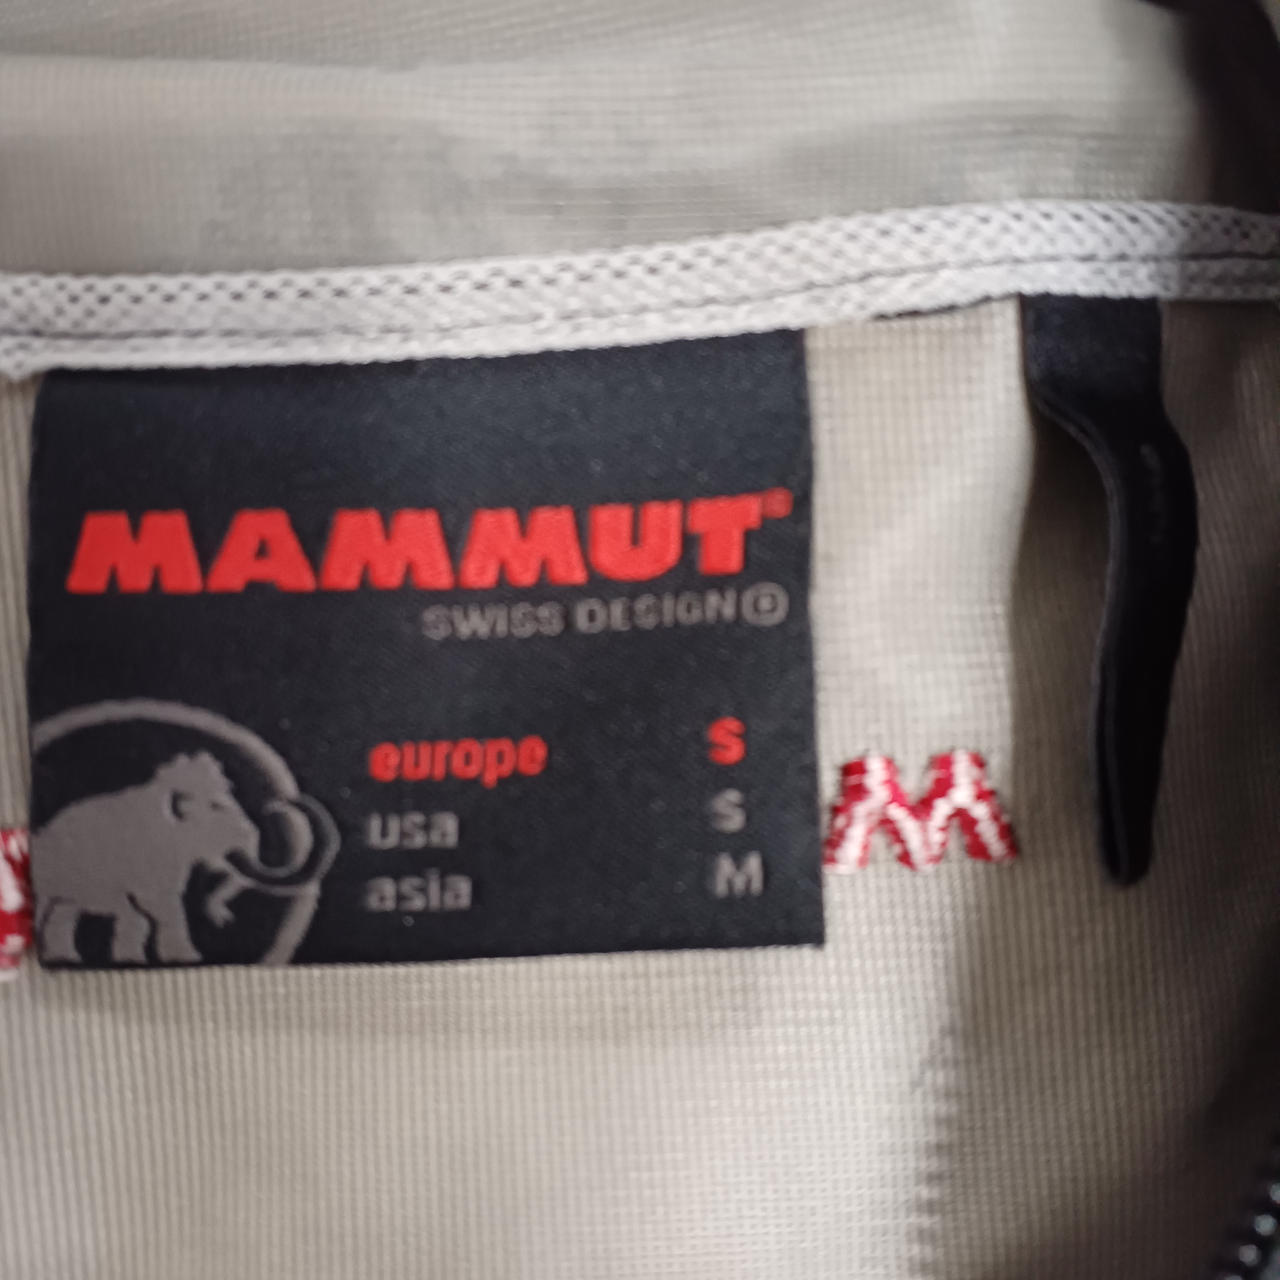 MAMMUT®
SWISS DESIGN
europe S
usa S
asia M